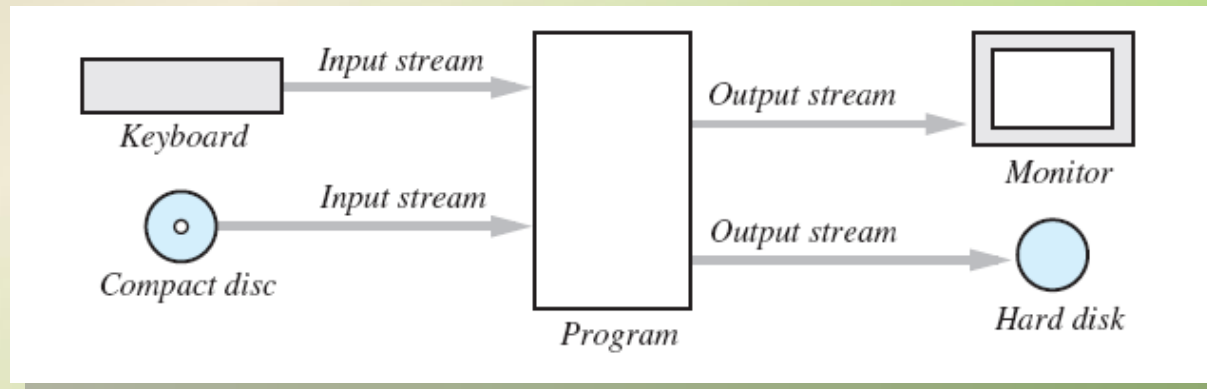 Input stream
Keyboard
Input stream
Compact disc
Program
Output stream
Monitor
Output stream
Hard disk